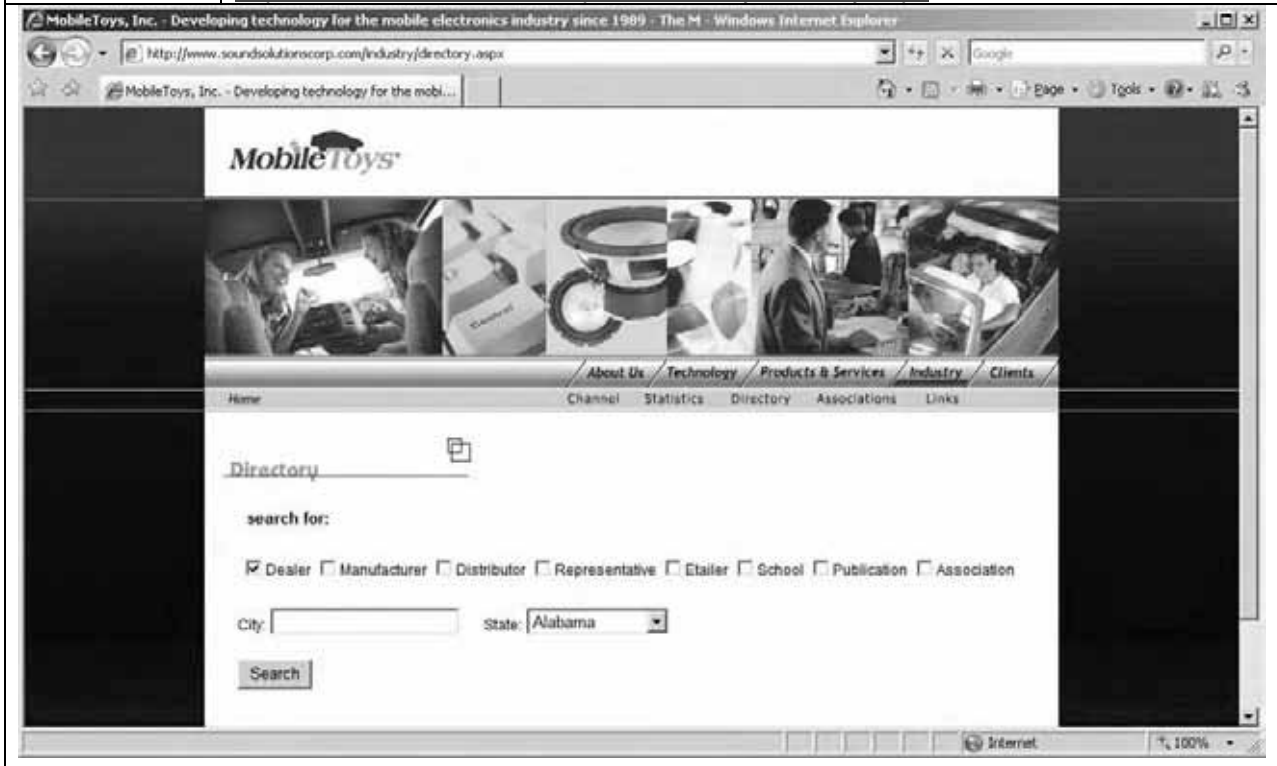 MobileToys, Inc. - Developing technology for the mobile electronics industry since 1989 - The M - Windows Internet Explorer
http://www.soundsolutionscorp.com/industry/directory.aspx
Google
MobileToys, Inc. - Developing technology for the mobi...
Page
Tools
MobileToys
Control
About Us
Technology
Products & Services
Industry
Clients
Home
Channel
Statistics
Directory
Associations
Links
Directory
search for:
Dealer Manufacturer Distributor Representative Etailer School Publication Association
City: State: Alabama
Search
Internet 100%